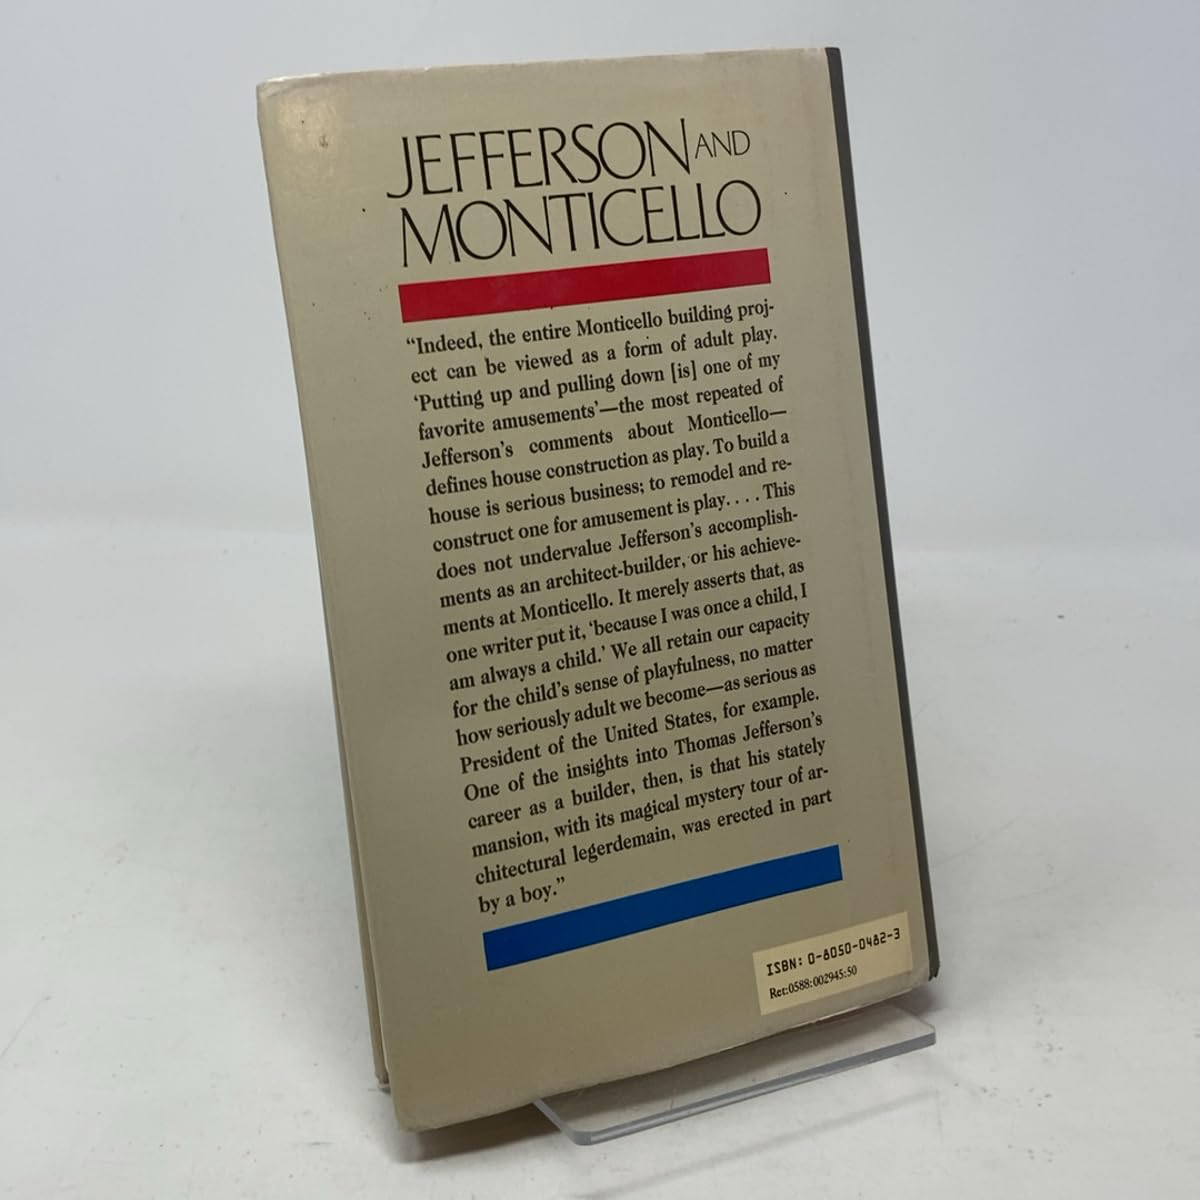 JEFFERSON AND
MONTICELLO
“Indeed, the entire Monticello building proj-
ect can be viewed as a form of adult play.
‘Putting up and pulling down [is] one of my
favorite amusements’—the most repeated of
Jefferson’s comments about Monticello—
defines house construction as play. To build a
house is serious business; to remodel and re-
construct one for amusement is play. . . . This
does not undervalue Jefferson’s accomplish-
ments as an architect-builder, or his achieve-
ments at Monticello. It merely asserts that, as
one writer put it, ‘because I was once a child, I
am always a child.’ We all retain our capacity
for the child’s sense of playfulness, no matter
how seriously adult we become—as serious as
President of the United States, for example.
One of the insights into Thomas Jefferson’s
career as a builder, then, is that his stately
mansion, with its magical mystery tour of ar-
chitectural legerdemain, was erected in part
by a boy.”
ISBN: 0-8050-0482-3
Ret:0588:002945:50